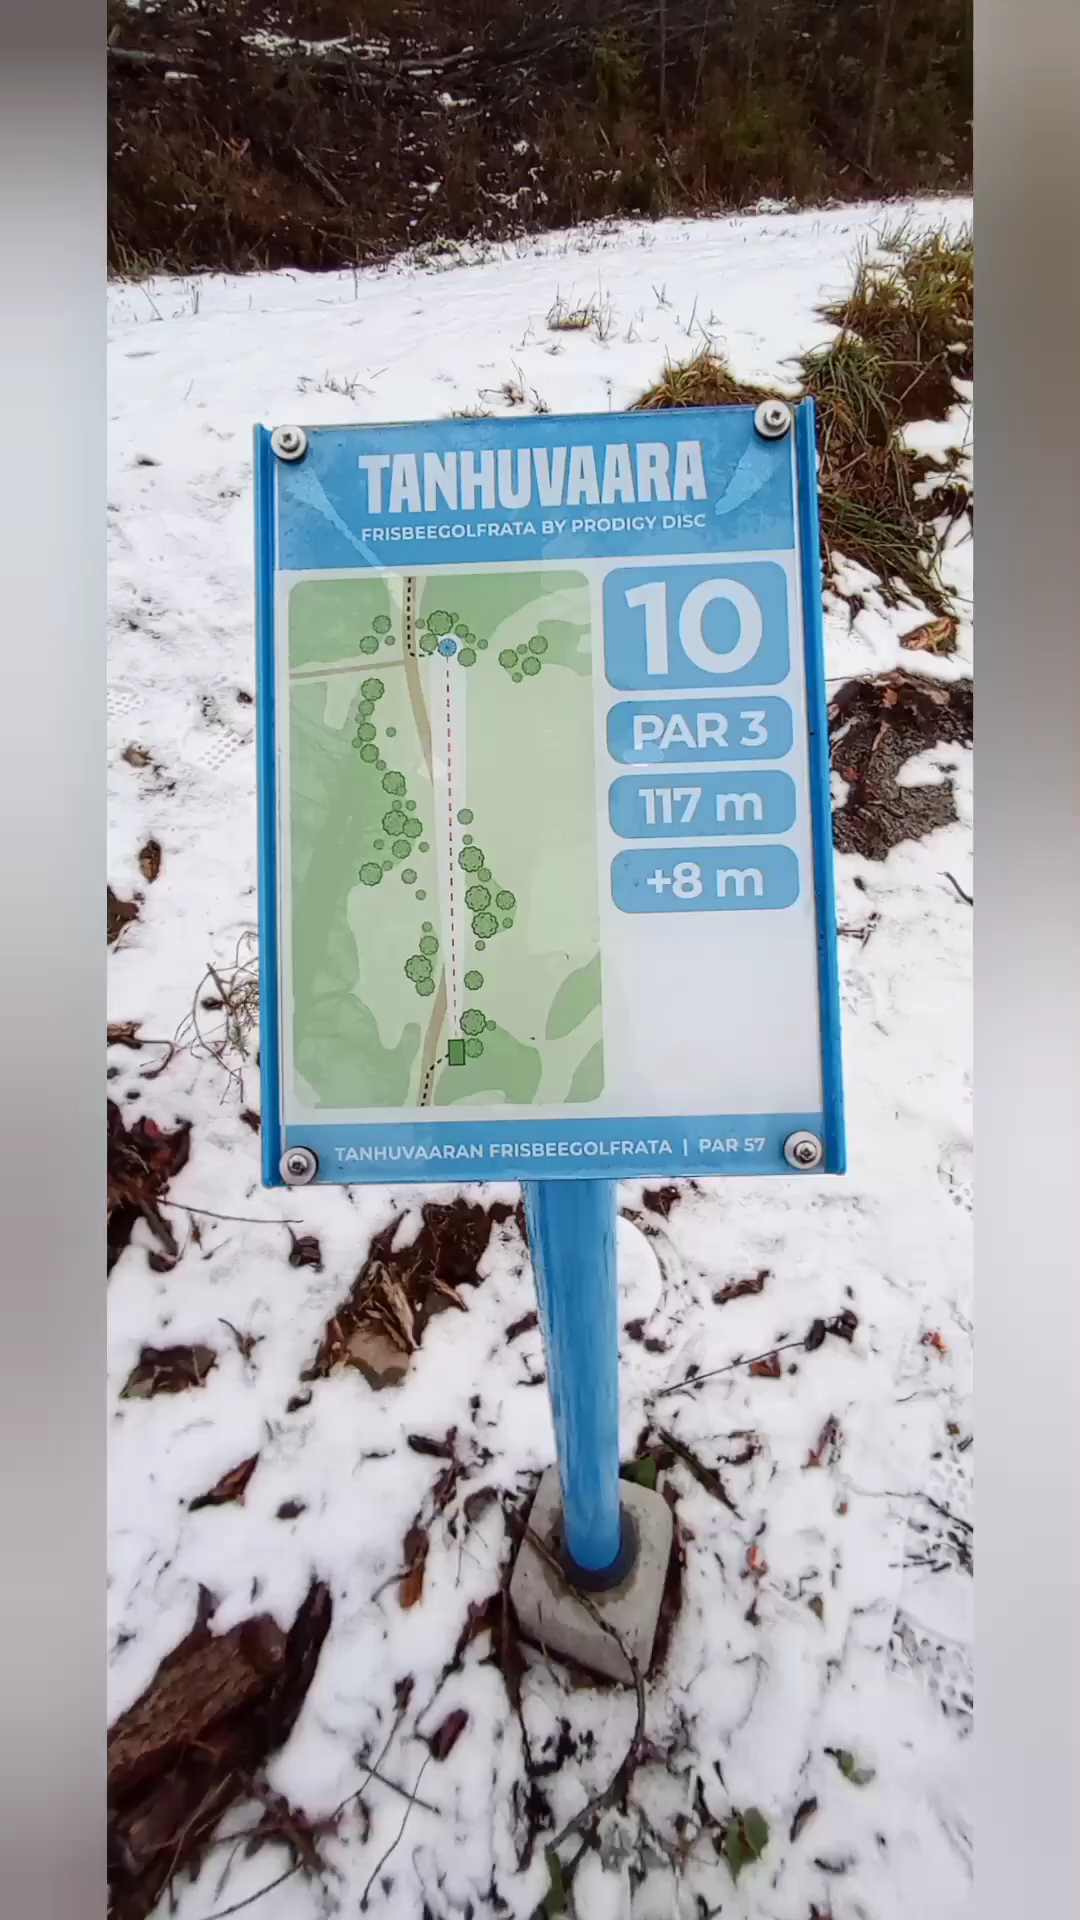 TANHUVAARA
FRISBEEGOLFRATA BY PRODIGY DISC
10
PAR 3
117 m
+8 m
TANHUVAARAN FRISBEEGOLFRATA | PAR 57